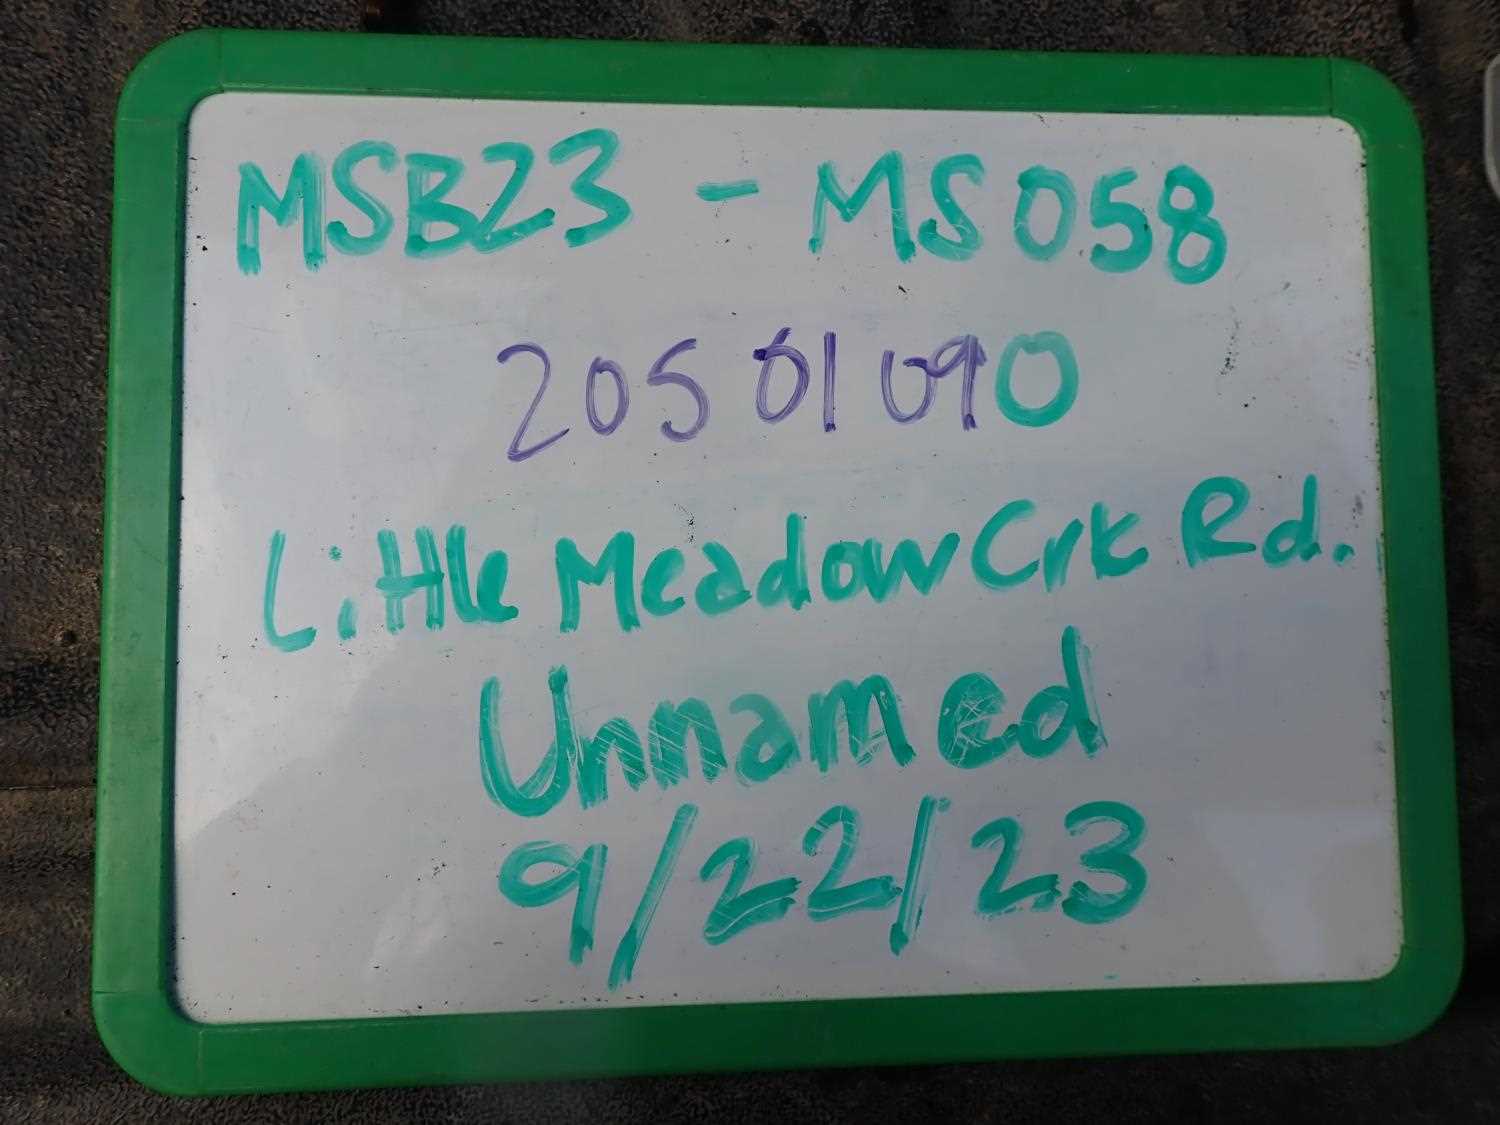 MSB23 - MS058
20501090
Little Meadow Crk Rd.
Unnamed
9/22/23